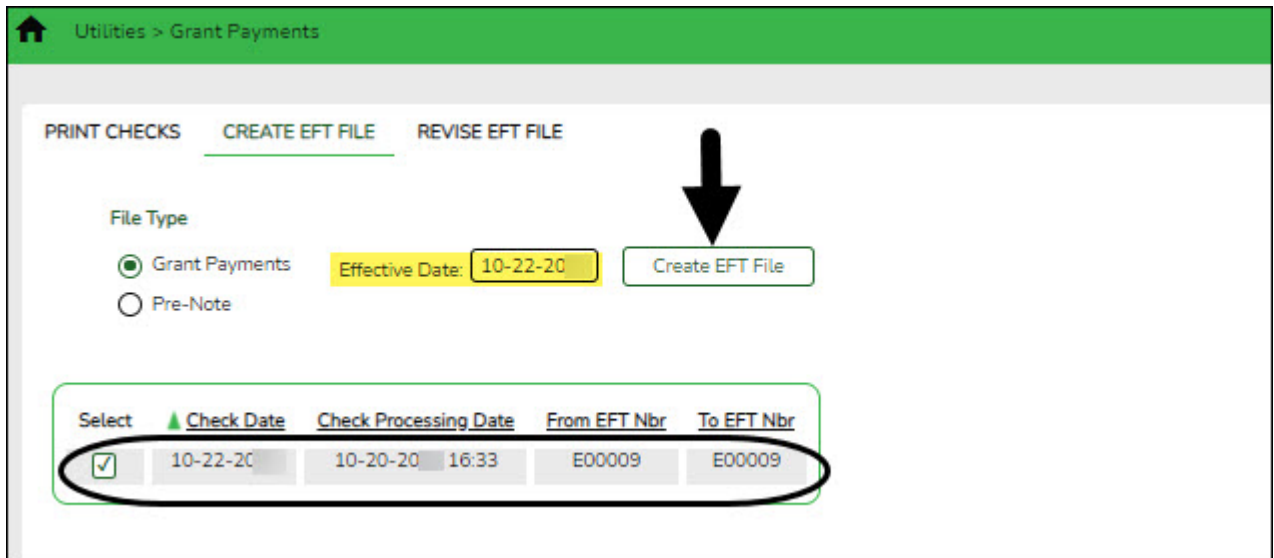 Utilities > Grant Payments
PRINT CHECKS CREATE EFT FILE REVISE EFT FILE
File Type
Grant Payments Effective Date: 10-22-20 Create EFT File
Pre-Note
Select Check Date Check Processing Date From EFT Nbr To EFT Nbr
10-22-20 10-20-20 16:33 E00009 E00009